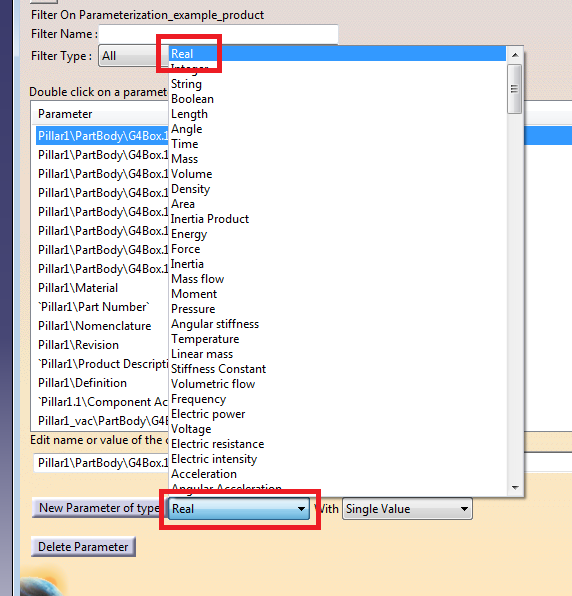 Filter On Parameterization_example_product
Filter Name :
Filter Type : All
Double click on a paramet
Parameter
Pillar1\PartBody\G4Box.1
Pillar1\PartBody\G4Box.1
Pillar1\PartBody\G4Box.1
Pillar1\PartBody\G4Box.1
Pillar1\PartBody\G4Box.1
Pillar1\PartBody\G4Box.1
Pillar1\PartBody\G4Box.1
Pillar1\PartBody\G4Box.1
Pillar1\Material
`Pillar1\Part Number`
Pillar1\Nomenclature
Pillar1\Revision
`Pillar1\Product Descripti
Pillar1\Definition
`Pillar1.1\Component Ac
Pillar1_vac\PartBody\G4B
Real
Integer
String
Boolean
Length
Angle
Time
Mass
Volume
Density
Area
Inertia Product
Energy
Force
Inertia
Mass flow
Moment
Pressure
Angular stiffness
Temperature
Linear mass
Stiffness Constant
Volumetric flow
Frequency
Electric power
Voltage
Electric resistance
Electric intensity
Acceleration
Angular Acceleration
Edit name or value of the c
Pillar1\PartBody\G4Box.1
New Parameter of type Real With Single Value
Delete Parameter